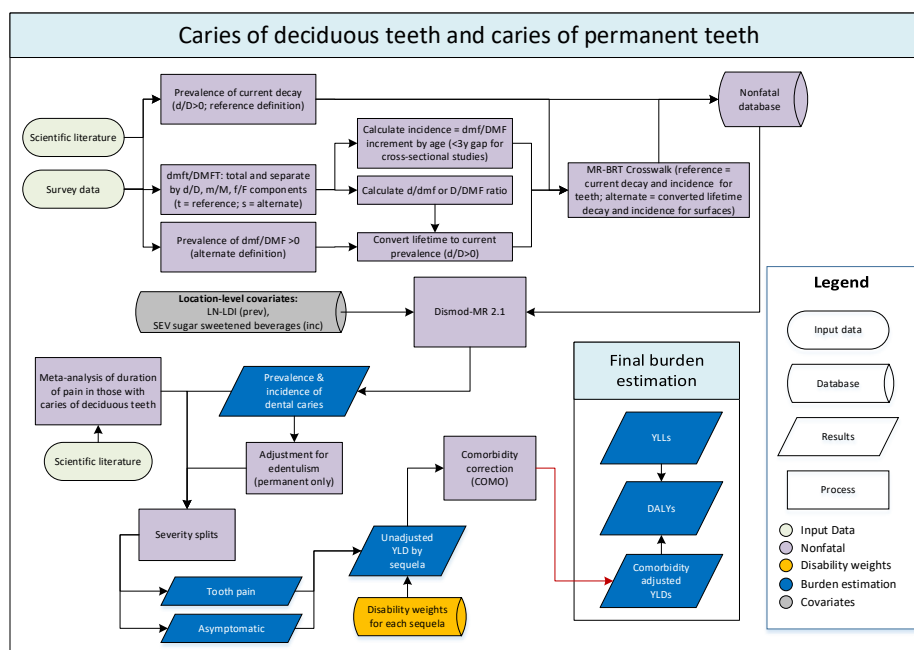 Caries of deciduous teeth and caries of permanent teeth
Prevalence of current decay
(d/D>0; reference definition)
Nonfatal
database
Scientific literature
Calculate incidence = dmf/DMF
increment by age (<3y gap for
cross-sectional studies)
Survey data
dmft/DMFT: total and separate
by d/D, m/M, f/F components
(t = reference; s = alternate)
Calculate d/dmf or D/DMF ratio
MR-BRT Crosswalk (reference =
current decay and incidence for
teeth; alternate = converted lifetime
decay and incidence for surfaces)
Prevalence of dmf/DMF >0
(alternate definition)
Convert lifetime to current
prevalence (d/D>0)
Location-level covariates:
LN-LDI (prev),
SEV sugar sweetened beverages (inc)
Dismod-MR 2.1
Legend
Input data
Database
Results
Process
Input Data
Nonfatal
Disability weights
Burden estimation
Covariates
Meta-analysis of duration
of pain in those with
caries of deciduous teeth
Prevalence &
incidence of
dental caries
Final burden
estimation
Scientific literature
Adjustment for
edentulism
(permanent only)
Comorbidity
correction
(COMO)
YLLs
DALYs
Severity splits
Unadjusted
YLD by
sequela
Comorbidity
adjusted
YLDs
Tooth pain
Asymptomatic
Disability weights
for each sequela